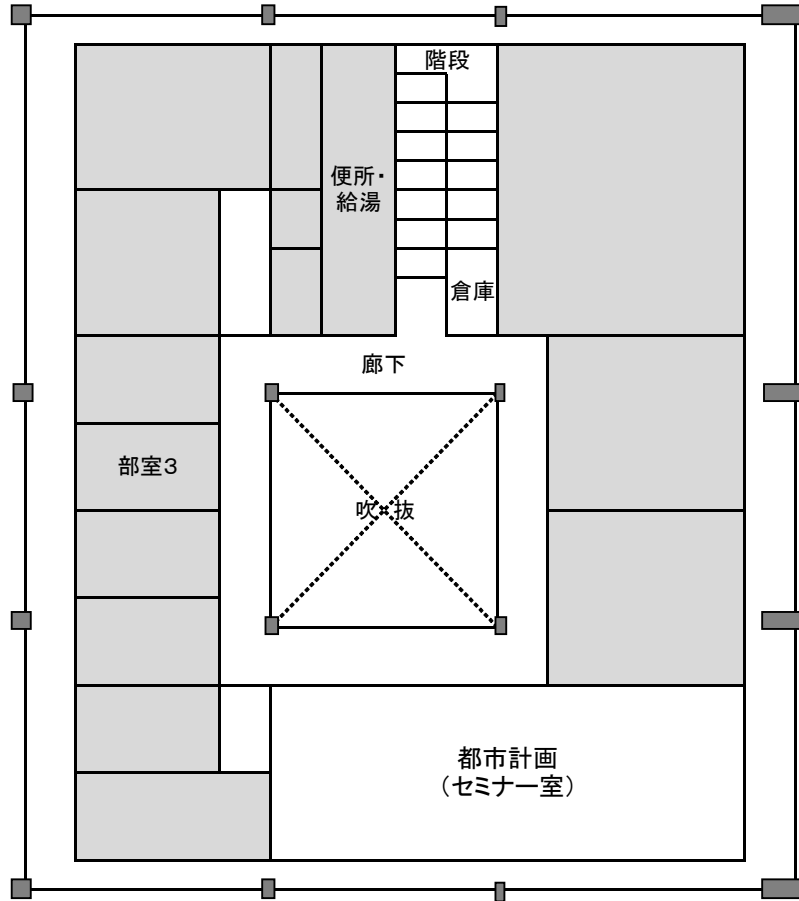 階段
便所・
給湯
倉庫
廊下
部室3
吹 抜
都市計画
(セミナー室)